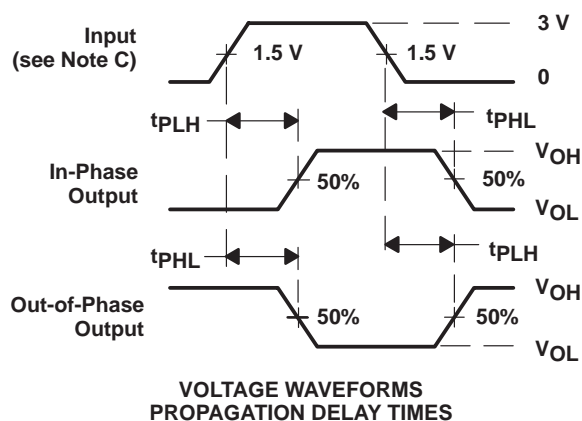 Input
(see Note C)
1.5 V
1.5 V
3 V
0
tPLH
tPHL
In-Phase
Output
50%
50%
VOH
VOL
tPHL
tPLH
Out-of-Phase
Output
50%
50%
VOH
VOL
VOLTAGE WAVEFORMS
PROPAGATION DELAY TIMES